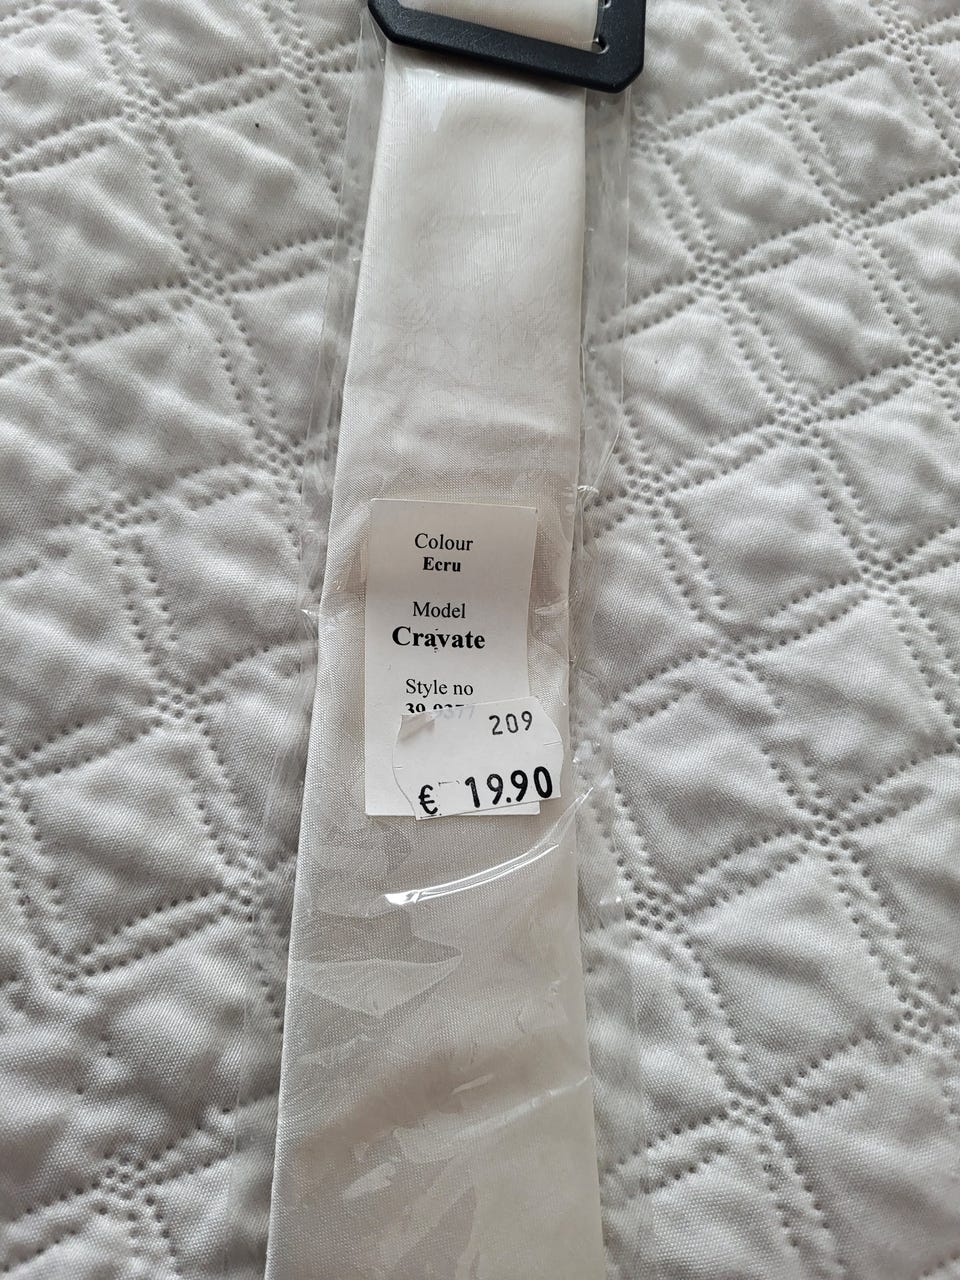 Colour
Ecru
Model
Cravate
Style no
209
€ 19.90